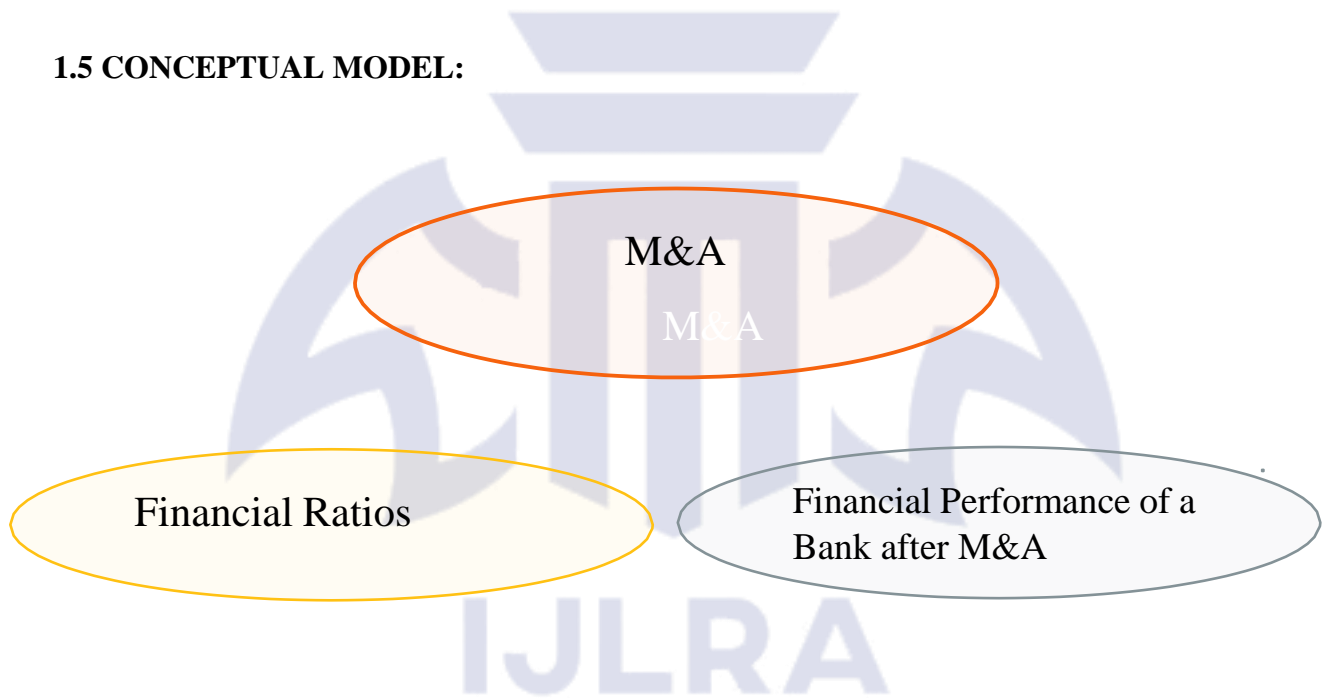 1.5 CONCEPTUAL MODEL:
M&A
M&A
Financial Ratios
Financial Performance of a
Bank after M&A
IJLRA